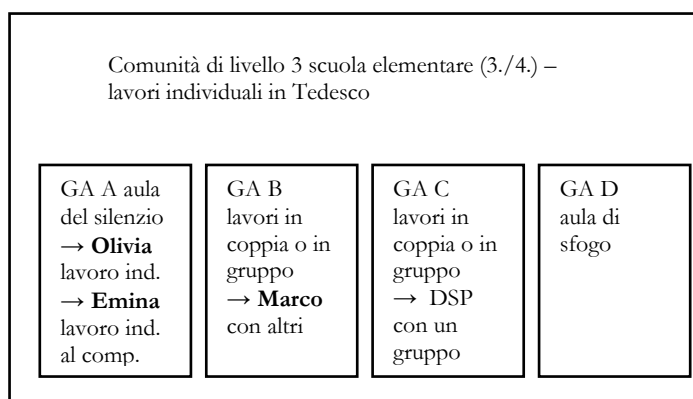 Comunità di livello 3 scuola elementare (3./4.) –
lavori individuali in Tedesco
GA A aula
del silenzio
→ Olivia
lavoro ind.
→ Emina
lavoro ind.
al comp.
GA B
lavori in
coppia o in
gruppo
→ Marco
con altri
GA C
lavori in
coppia o in
gruppo
→ DSP
con un
gruppo
GA D
aula di
sfogo